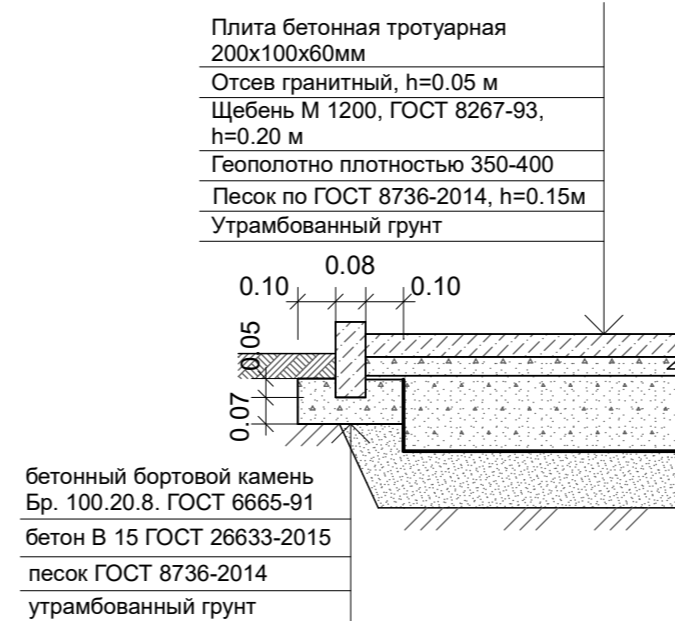 Плита бетонная тротуарная
200х100х60мм
Отсев гранитный, h=0.05 м
Щебень М 1200, ГОСТ 8267-93,
h=0.20 м
Геополотно плотностью 350-400
Песок по ГОСТ 8736-2014, h=0.15м
Утрамбованный грунт
0.10
0.08
0.10
0.05
0.07
бетонный бортовой камень
Бр. 100.20.8. ГОСТ 6665-91
бетон В 15 ГОСТ 26633-2015
песок ГОСТ 8736-2014
утрамбованный грунт